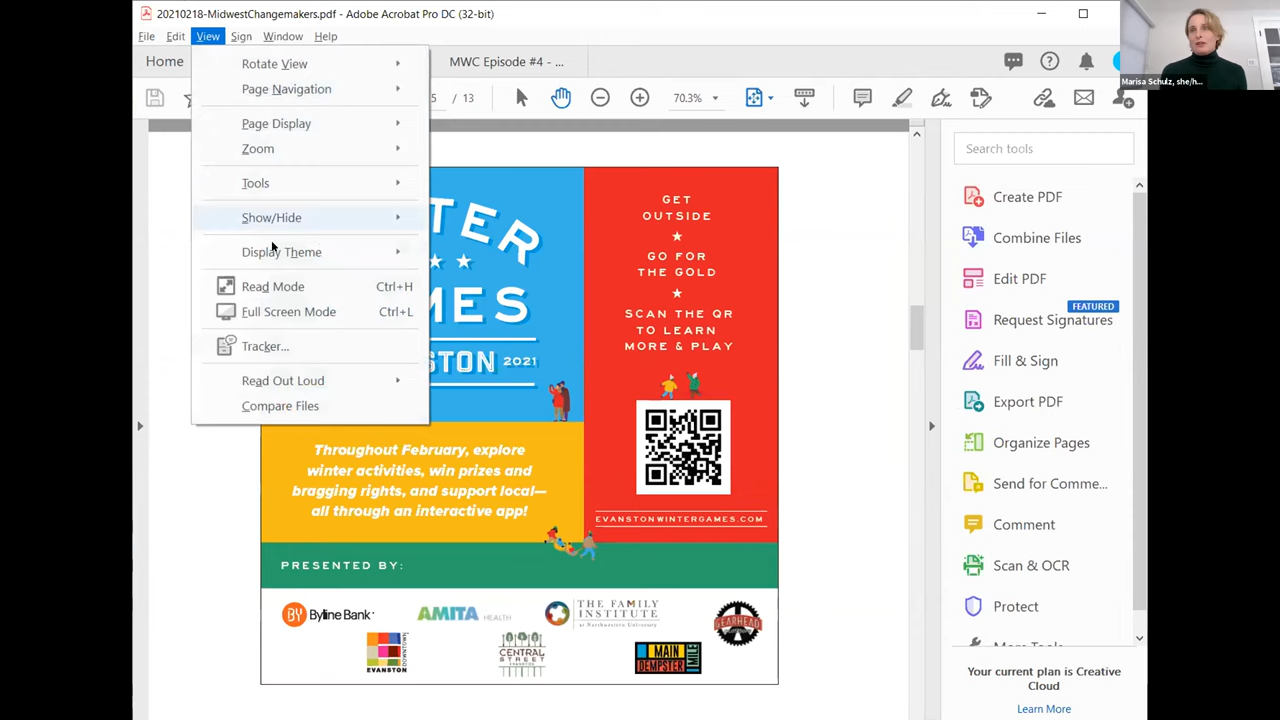 20210218-MidwestChangemakers.pdf - Adobe Acrobat Pro DC (32-bit)
File Edit View Sign Window Help
Home
MWC Episode #4 - ...
5 / 13
70.3%
Rotate View
Page Navigation
Page Display
Zoom
Tools
Show/Hide
Display Theme
Read Mode Ctrl+H
Full Screen Mode Ctrl+L
Tracker...
Read Out Loud
Compare Files
2021
GET
OUTSIDE
GO FOR
THE GOLD
SCAN THE QR
TO LEARN
MORE & PLAY
EVANSTONWINTERGAMES.COM
Throughout February, explore
winter activities, win prizes and
bragging rights, and support local—
all through an interactive app!
PRESENTED BY:
BY Byline Bank
AMITA HEALTH
THE FAMILY
INSTITUTE
at Northwestern University
GEARHEAD
DOWNTOWN
EVANSTON
CENTRAL
STREET
EVANSTON
MAIN
DEMPSTER
MILE
Search tools
Create PDF
Combine Files
Edit PDF
FEATURED
Request Signatures
Fill & Sign
Export PDF
Organize Pages
Send for Comme...
Comment
Scan & OCR
Protect
Your current plan is Creative
Cloud
Learn More
Marisa Schulz, she/h...